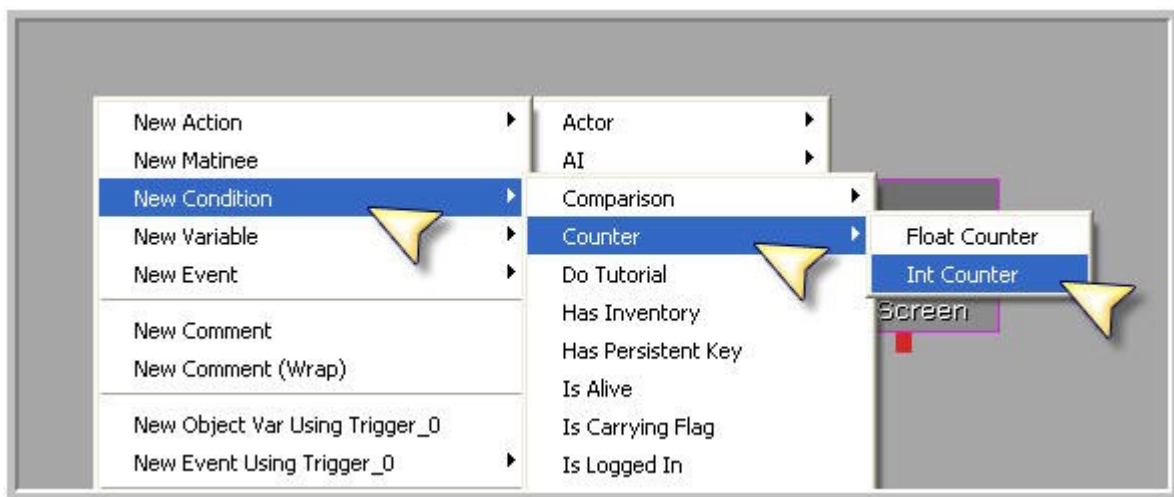 New Action
New Matinee
New Condition
New Variable
New Event
New Comment
New Comment (Wrap)
New Object Var Using Trigger_0
New Event Using Trigger_0
Actor
AI
Comparison
Counter
Do Tutorial
Has Inventory
Has Persistent Key
Is Alive
Is Carrying Flag
Is Logged In
Float Counter
Int Counter
Screen